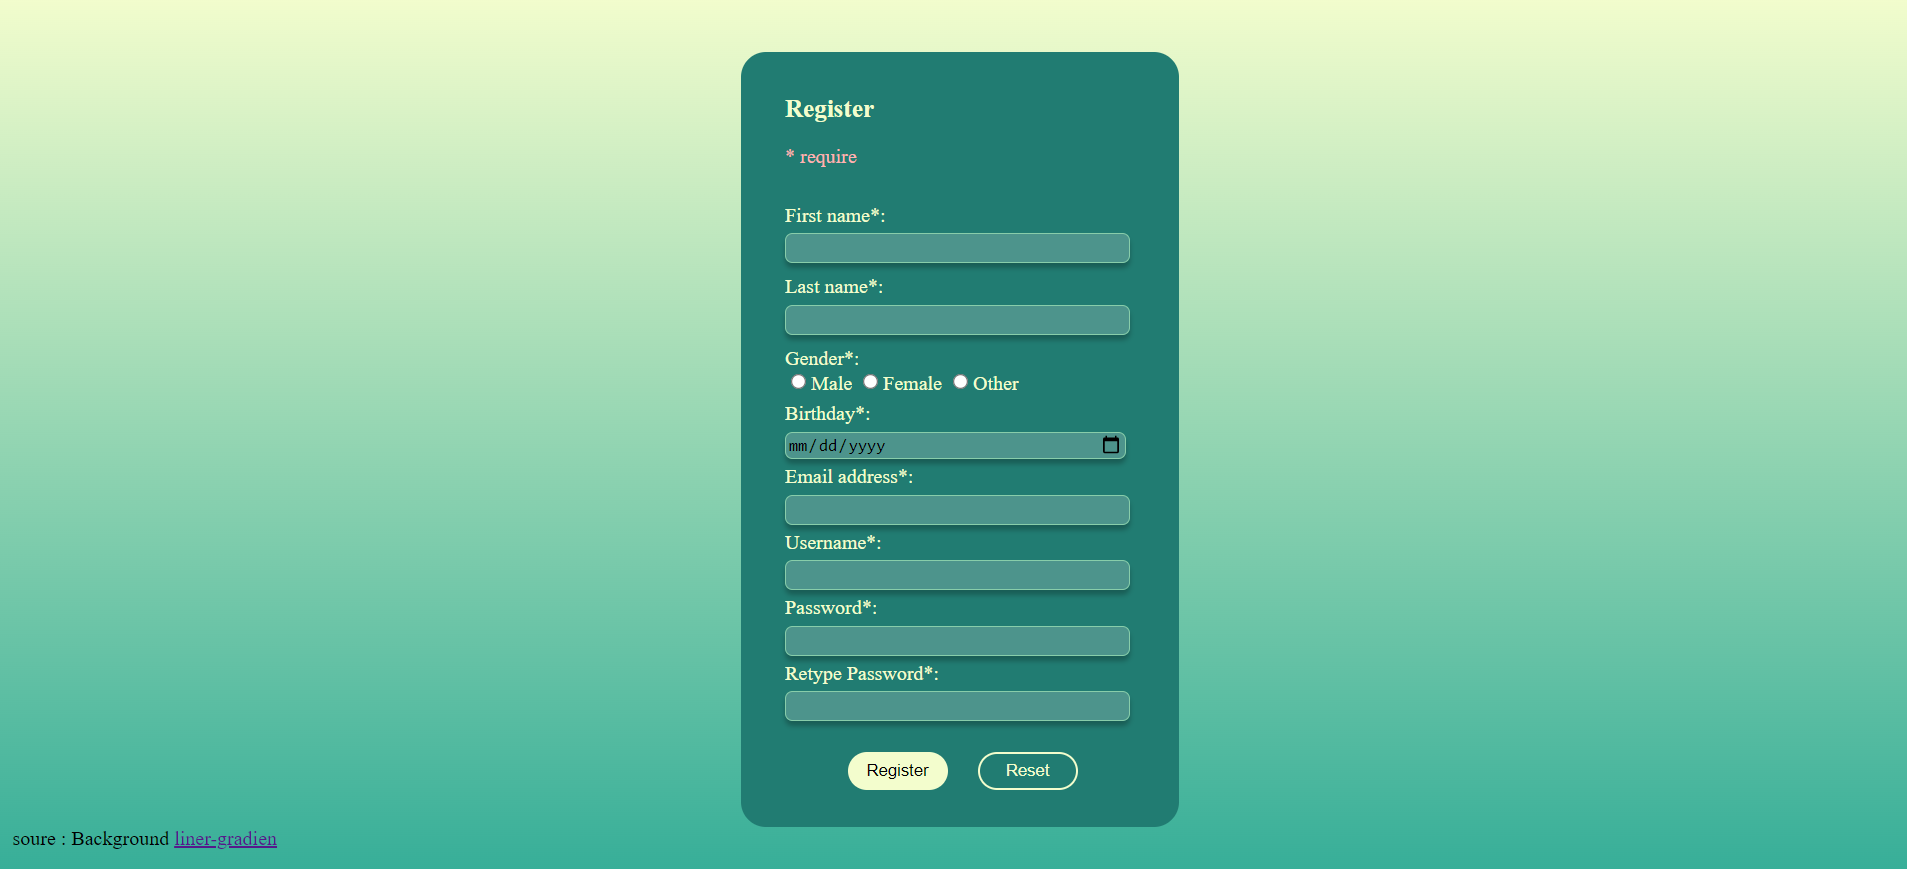 Register
* require
First name*:
Last name*:
Gender*:
Male Female Other
Birthday*:
mm/dd/yyyy
Email address*:
Username*:
Password*:
Retype Password*:
Register Reset
soure : Background liner-gradien